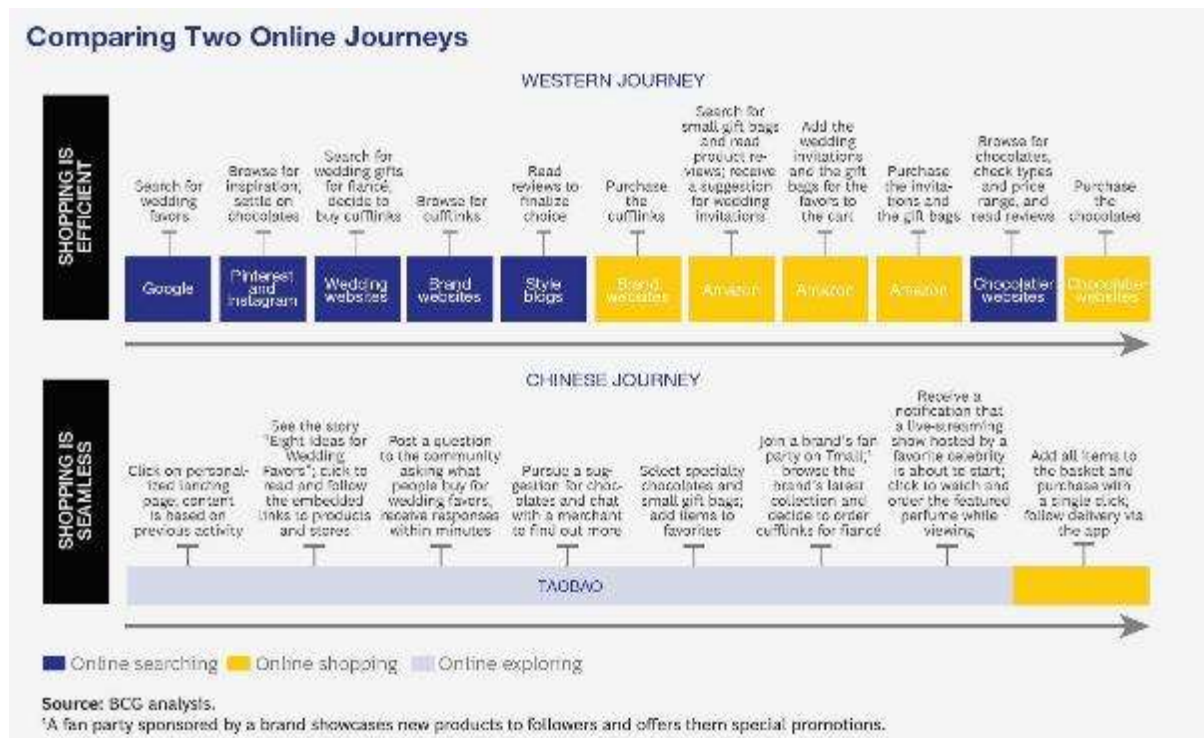 Comparing Two Online Journeys
WESTERN JOURNEY
SHOPPING IS
EFFICIENT
Search for
wedding
favors
Browse for
inspiration;
settle on
chocolates
Search for
wedding gifts
for fiancé,
decide to
buy cufflinks
Browse for
cufflinks
Read
reviews to
finalize
choice
Purchase
the
cufflinks
Search for
small gift bags
and read
product re-
views; receive
a suggestion
for wedding
invitations
Add the
wedding
invitations
and the gift
bags for the
favors to
the cart
Purchase
the invita-
tions and
the gift bags
Browse for
chocolates,
check types
and price
range, and
read reviews
Purchase
the
chocolates
Google
Pinterest
and
Instagram
Wedding
websites
Brand
websites
Style
blogs
Brand
websites
Amazon
Amazon
Amazon
Chocolatier
websites
Chocolatier
websites
CHINESE JOURNEY
SHOPPING IS
SEAMLESS
Click on personal-
ized landing
page; content
is based on
previous activity
See the story
"Eight Ideas for
Wedding
Favors"; click to
read and follow
the embedded
links to products
and stores
Post a question
to the community
asking what
people buy for
wedding favors,
receive responses
within minutes
Pursue a sug-
gestion for choc-
olates and chat
with a merchant
to find out more
Select specialty
chocolates and
small gift bags;
add items to
favorites
Join a brand's fan
party on Tmall;¹
browse the
brand's latest
collection and
decide to order
cufflinks for fiancé
Receive a
notification that
a live-streaming
show hosted by a
favorite celebrity
is about to start;
click to watch and
order the featured
perfume while
viewing
Add all items to
the basket and
purchase with
a single click,
follow delivery via
the app
TAOBAO
Online searching
Online shopping
Online exploring
Source: BCG analysis.
¹A fan party sponsored by a brand showcases new products to followers and offers them special promotions.